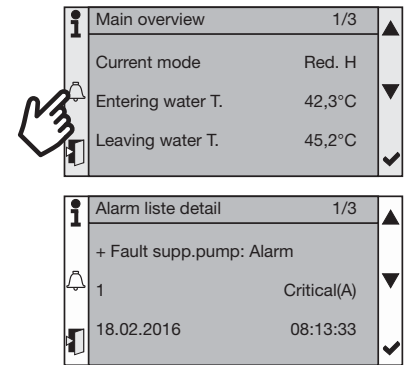 Main overview 1/3
Current mode Red. H
Entering water T. 42,3°C
Leaving water T. 45,2°C
Alarm liste detail 1/3
+ Fault supp.pump: Alarm
1 Critical(A)
18.02.2016 08:13:33